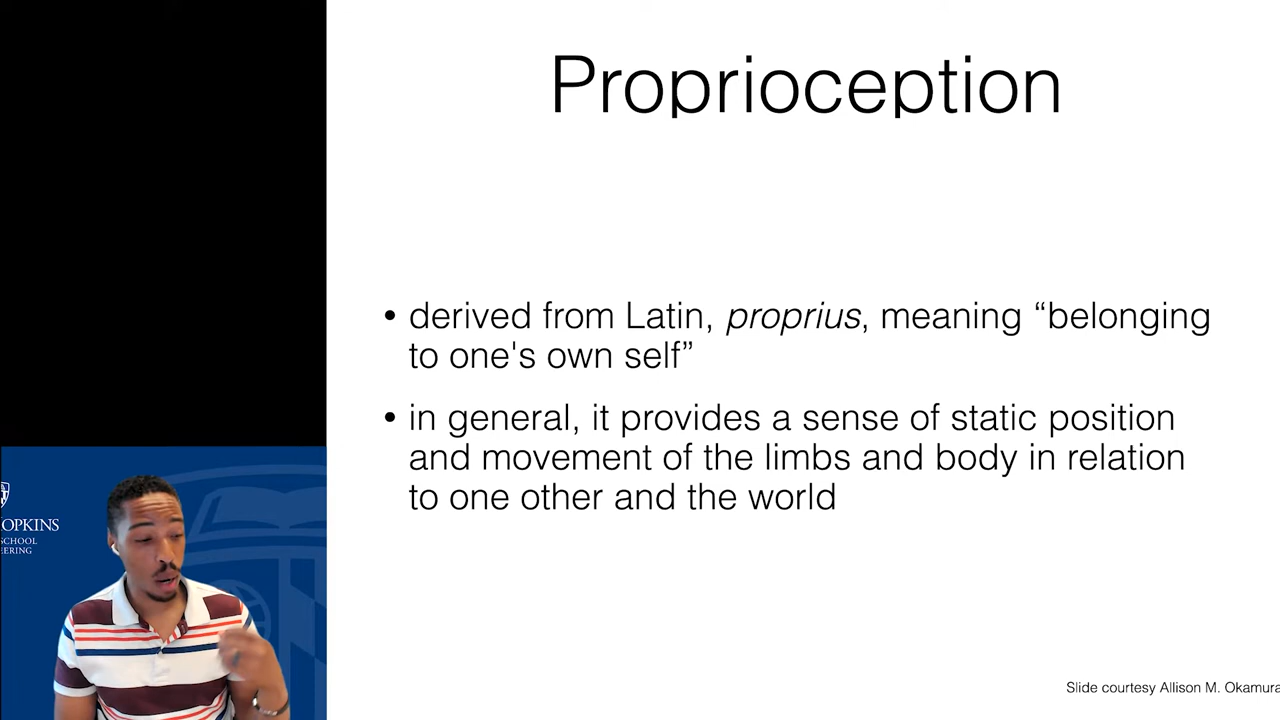 Proprioception
• derived from Latin, proprius, meaning “belonging
to one's own self”
• in general, it provides a sense of static position
and movement of the limbs and body in relation
to one other and the world
OPKINS
SCHOOL
EERING
Slide courtesy Allison M. Okamura